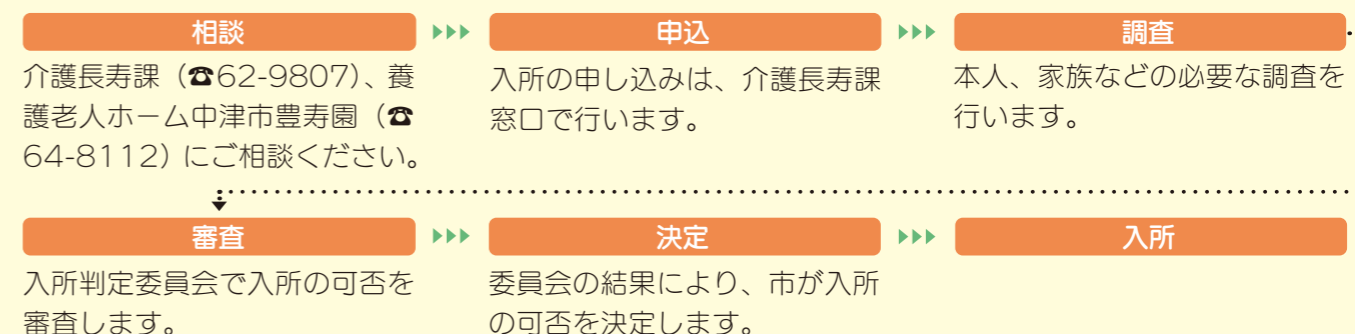 相談
介護長寿課（☎62-9807）、養
護老人ホーム中津市豊寿園（☎
64-8112）にご相談ください。
申込
入所の申し込みは、介護長寿課
窓口で行います。
調査
本人、家族などの必要な調査を
行います。
審査
入所判定委員会で入所の可否を
審査します。
決定
委員会の結果により、市が入所
の可否を決定します。
入所